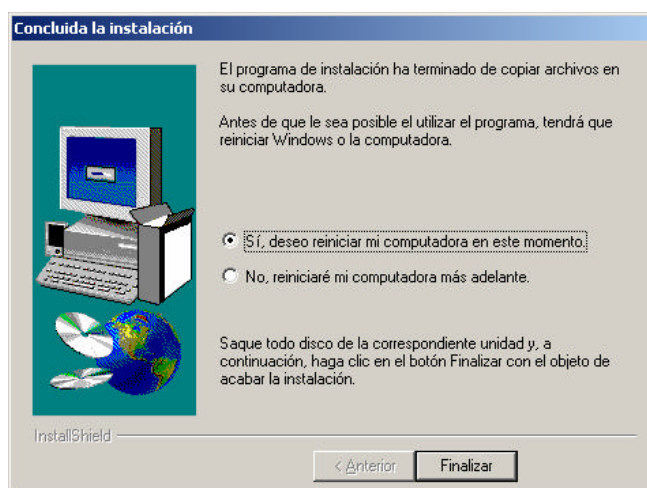 Concluida la instalación
El programa de instalación ha terminado de copiar archivos en
su computadora.
Antes de que le sea posible el utilizar el programa, tendrá que
reiniciar Windows o la computadora.
Sí, deseo reiniciar mi computadora en este momento.
No, reiniciaré mi computadora más adelante.
Saque todo disco de la correspondiente unidad y, a
continuación, haga clic en el botón Finalizar con el objeto de
acabar la instalación.
InstallShield
< Anterior Finalizar